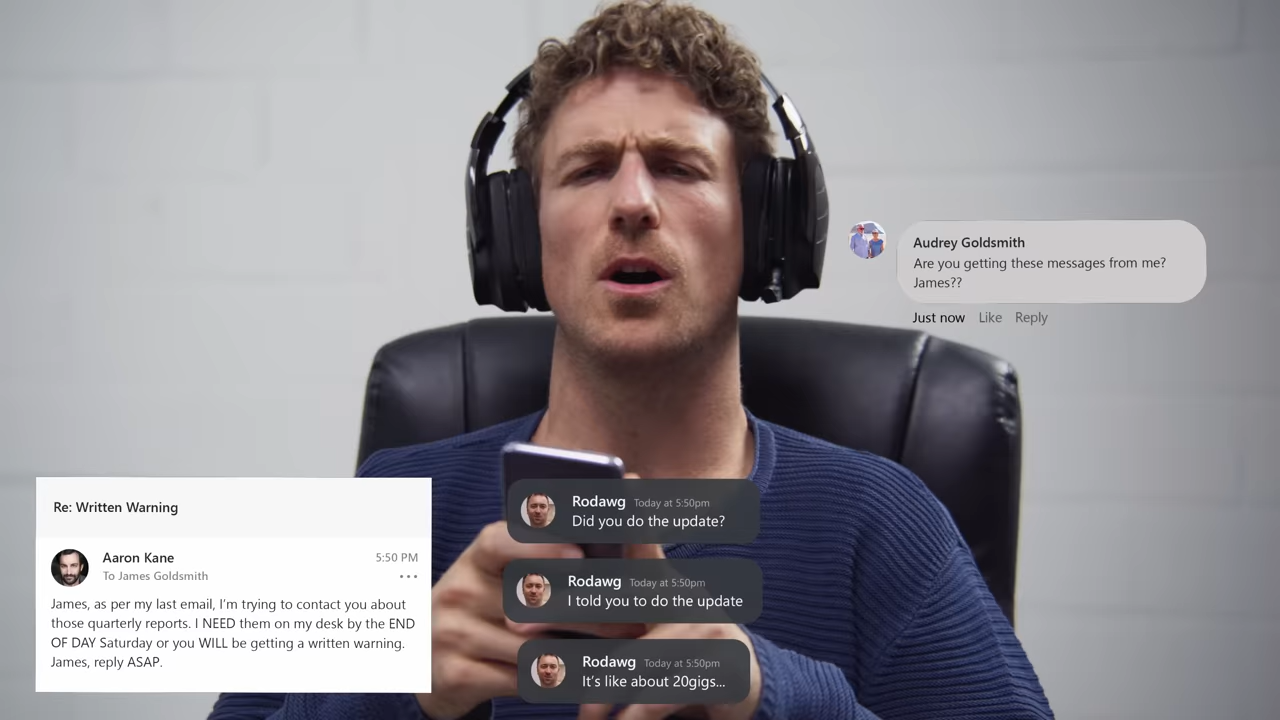 Audrey Goldsmith
Are you getting these messages from me?
James??
Just now Like Reply
Re: Written Warning
Aaron Kane 5:50 PM
To James Goldsmith
James, as per my last email, I'm trying to contact you about
those quarterly reports. I NEED them on my desk by the END
OF DAY Saturday or you WILL be getting a written warning.
James, reply ASAP.
Rodawg Today at 5:50pm
Did you do the update?
Rodawg Today at 5:50pm
I told you to do the update
Rodawg Today at 5:50pm
It's like about 20gigs...